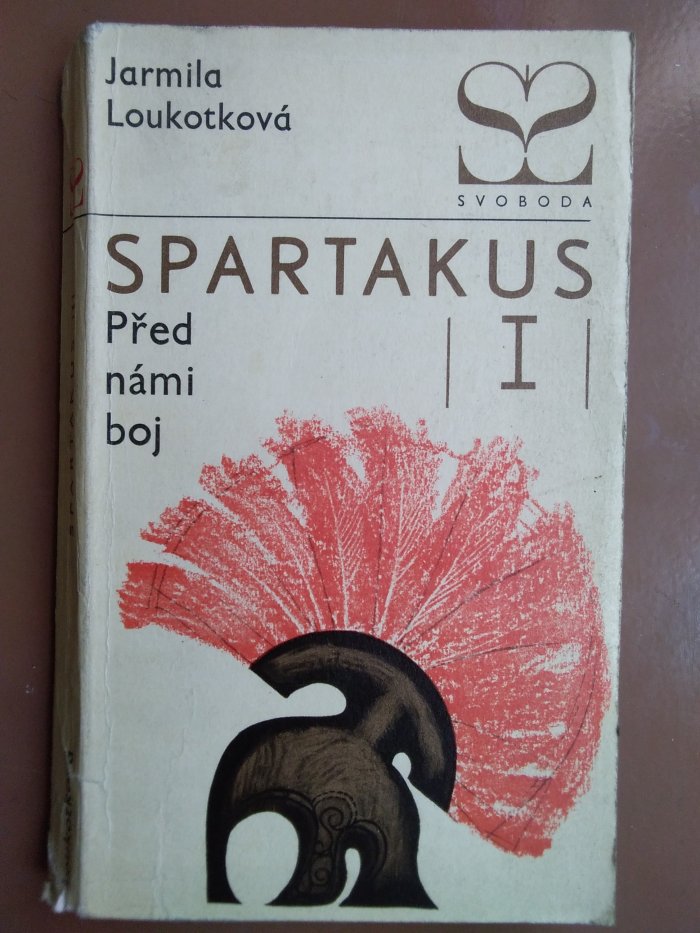 Jarmila
Loukotková
SVOBODA
SPARTAKUS
I
Před
námi
boj